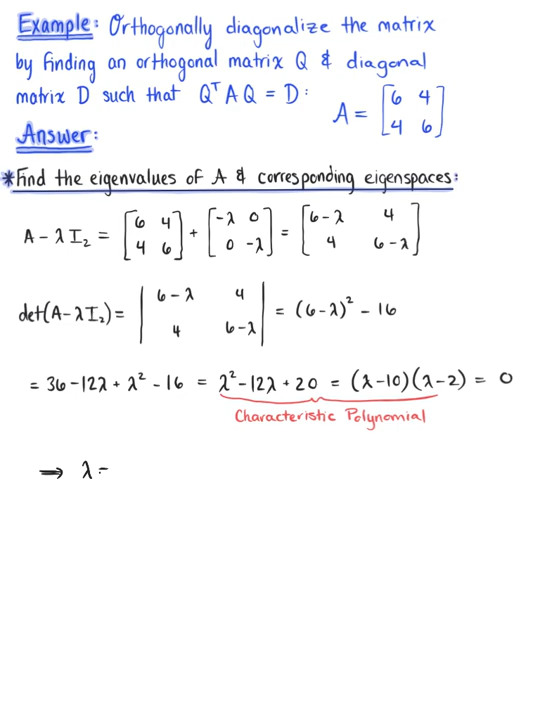 Example: Orthogonally diagonalize the matrix
by finding an orthogonal matrix Q & diagonal
matrix D such that QᵀAQ = D: A = [6 4; 4 6]
Answer:
*Find the eigenvalues of A & corresponding eigenspaces:
A - λI₂ = [6 4; 4 6] + [-λ 0; 0 -λ] = [6-λ 4; 4 6-λ]
det(A-λI₂) = |6-λ 4; 4 6-λ| = (6-λ)² - 16
= 36-12λ + λ² - 16 = λ²-12λ+20 = (λ-10)(λ-2) = 0
Characteristic Polynomial
→ λ =